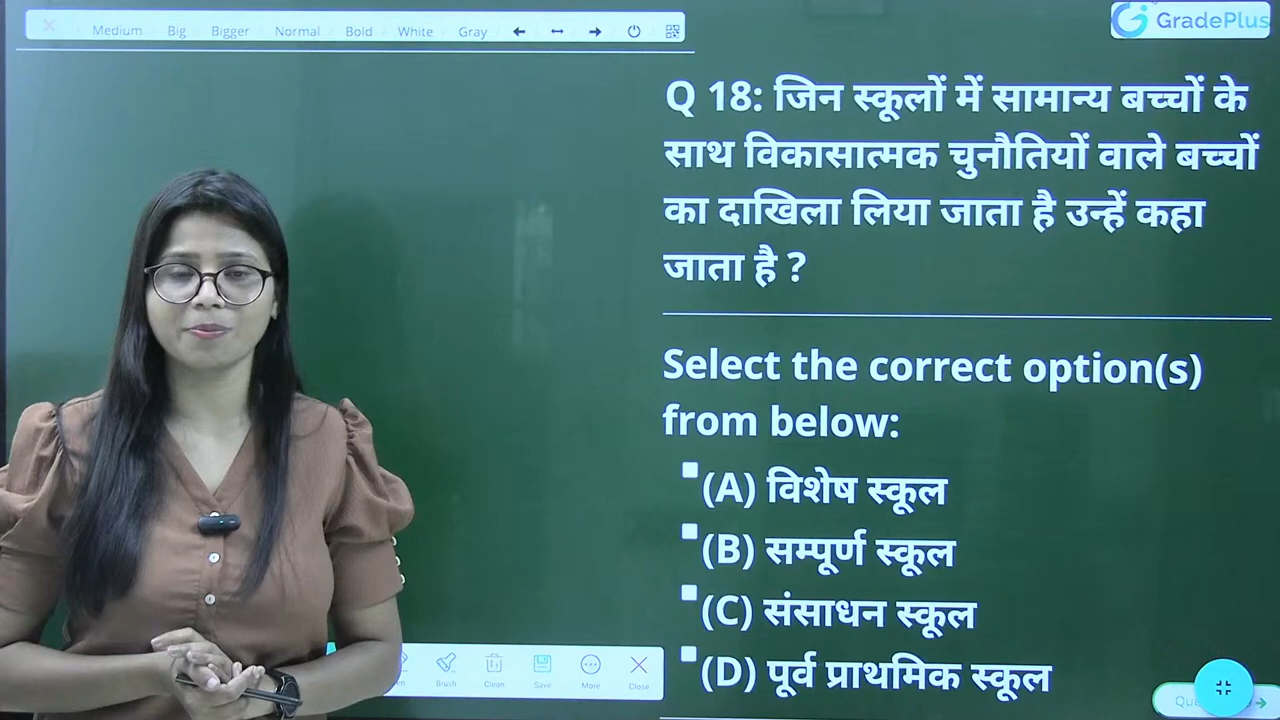 Medium Big Bigger Normal Bold White Gray
GradePlus
Q 18: जिन स्कूलों में सामान्य बच्चों के
साथ विकासात्मक चुनौतियों वाले बच्चों
का दाखिला लिया जाता है उन्हें कहा
जाता है ?
Select the correct option(s)
from below:
(A) विशेष स्कूल
(B) सम्पूर्ण स्कूल
(C) संसाधन स्कूल
(D) पूर्व प्राथमिक स्कूल
Brush Clean Save More Close